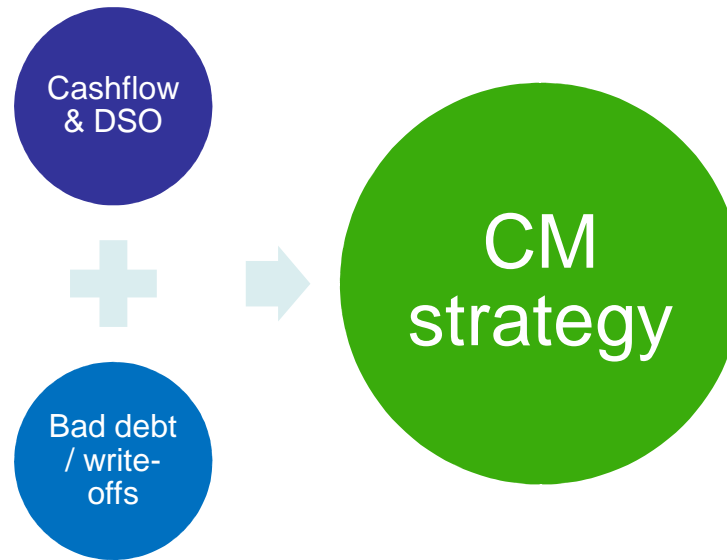 Cashflow
& DSO
CM
strategy
Bad debt
/ write-
offs